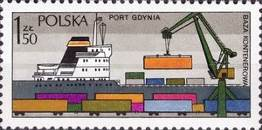 1 ZŁ
50
POLSKA
PORT GDYNIA
BAZA KONTENEROWA